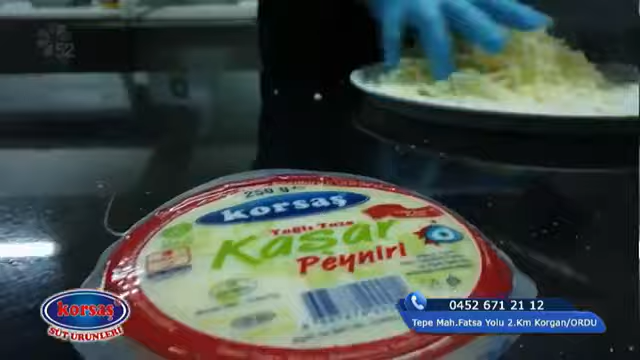 52
250 g
korsaş
Yağlı Taze
Kaşar
Peyniri
korsaş
SÜT ÜRÜNLERİ
0452 671 21 12
Tepe Mah.Fatsa Yolu 2.Km Korgan/ORDU